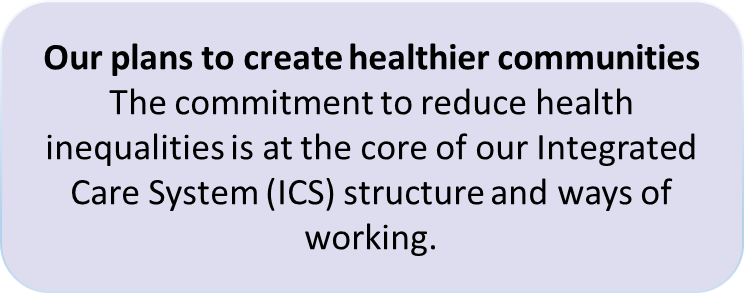 Our plans to create healthier communities
The commitment to reduce health
inequalities is at the core of our Integrated
Care System (ICS) structure and ways of
working.